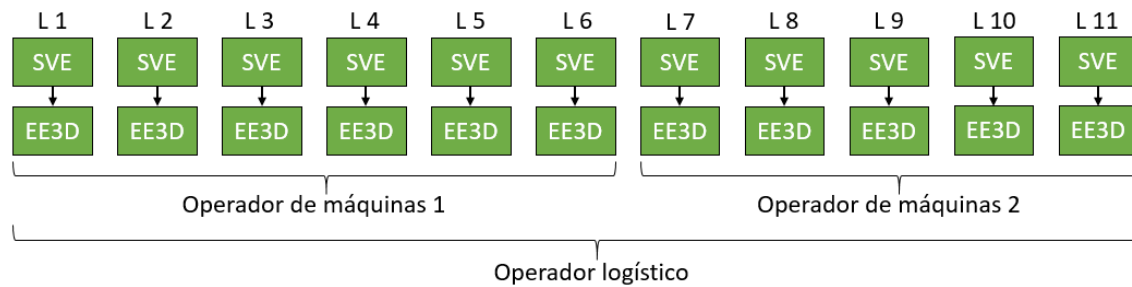 L 1 L 2 L 3 L 4 L 5 L 6 L 7 L 8 L 9 L 10 L 11
SVE SVE SVE SVE SVE SVE SVE SVE SVE SVE SVE
EE3D EE3D EE3D EE3D EE3D EE3D EE3D EE3D EE3D EE3D EE3D
Operador de máquinas 1 Operador de máquinas 2
Operador logístico